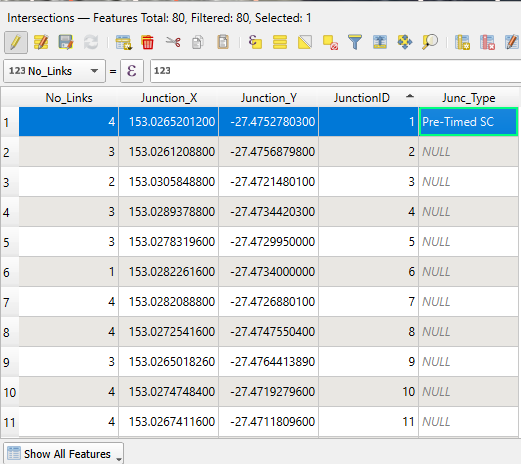 Intersections — Features Total: 80, Filtered: 80, Selected: 1
123 No_Links = ε 123
No_Links Junction_X Junction_Y JunctionID Junc_Type
1 4 153.0265201200 -27.4752780300 1 Pre-Timed SC
2 3 153.0261208800 -27.4756879800 2 NULL
3 2 153.0305848800 -27.4721480100 3 NULL
4 3 153.0289378800 -27.4734420300 4 NULL
5 3 153.0278319600 -27.4729950000 5 NULL
6 1 153.0282261600 -27.4734000000 6 NULL
7 4 153.0282088800 -27.4726880100 7 NULL
8 4 153.0272541600 -27.4747550400 8 NULL
9 3 153.0265018260 -27.4764413890 9 NULL
10 4 153.0274748400 -27.4719279600 10 NULL
11 4 153.0267411600 -27.4711809600 11 NULL
Show All Features